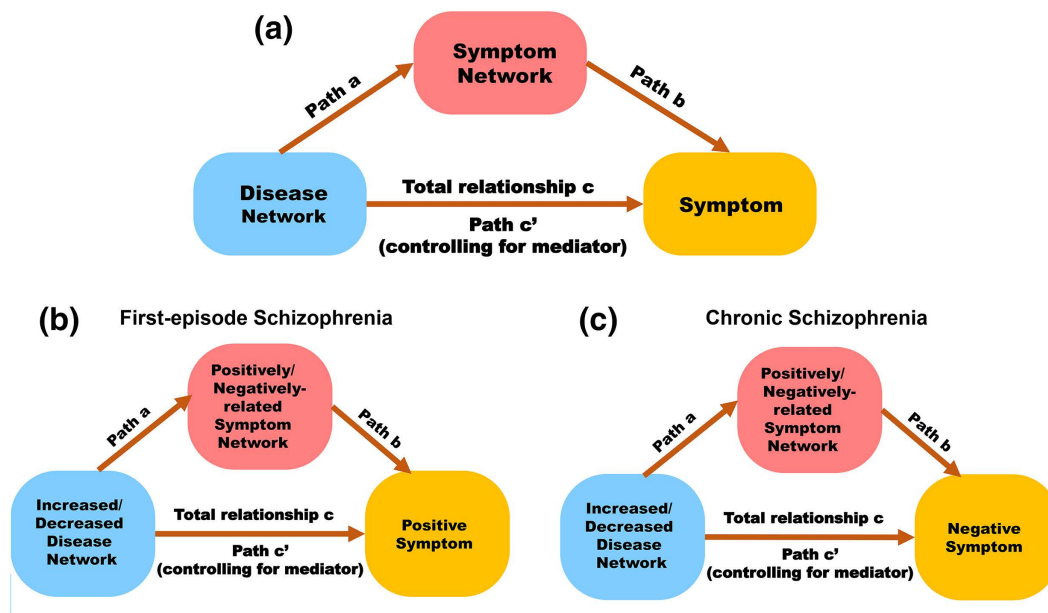 (a)
Symptom
Network
Path a
Path b
Disease
Network
Total relationship c
Path c’
(controlling for mediator)
Symptom
(b)
First-episode Schizophrenia
Positively/
Negatively-
related
Symptom
Network
Path a
Path b
Increased/
Decreased
Disease
Network
Total relationship c
Path c’
(controlling for mediator)
Positive
Symptom
(c)
Chronic Schizophrenia
Positively/
Negatively-
related
Symptom
Network
Path a
Path b
Increased/
Decreased
Disease
Network
Total relationship c
Path c’
(controlling for mediator)
Negative
Symptom